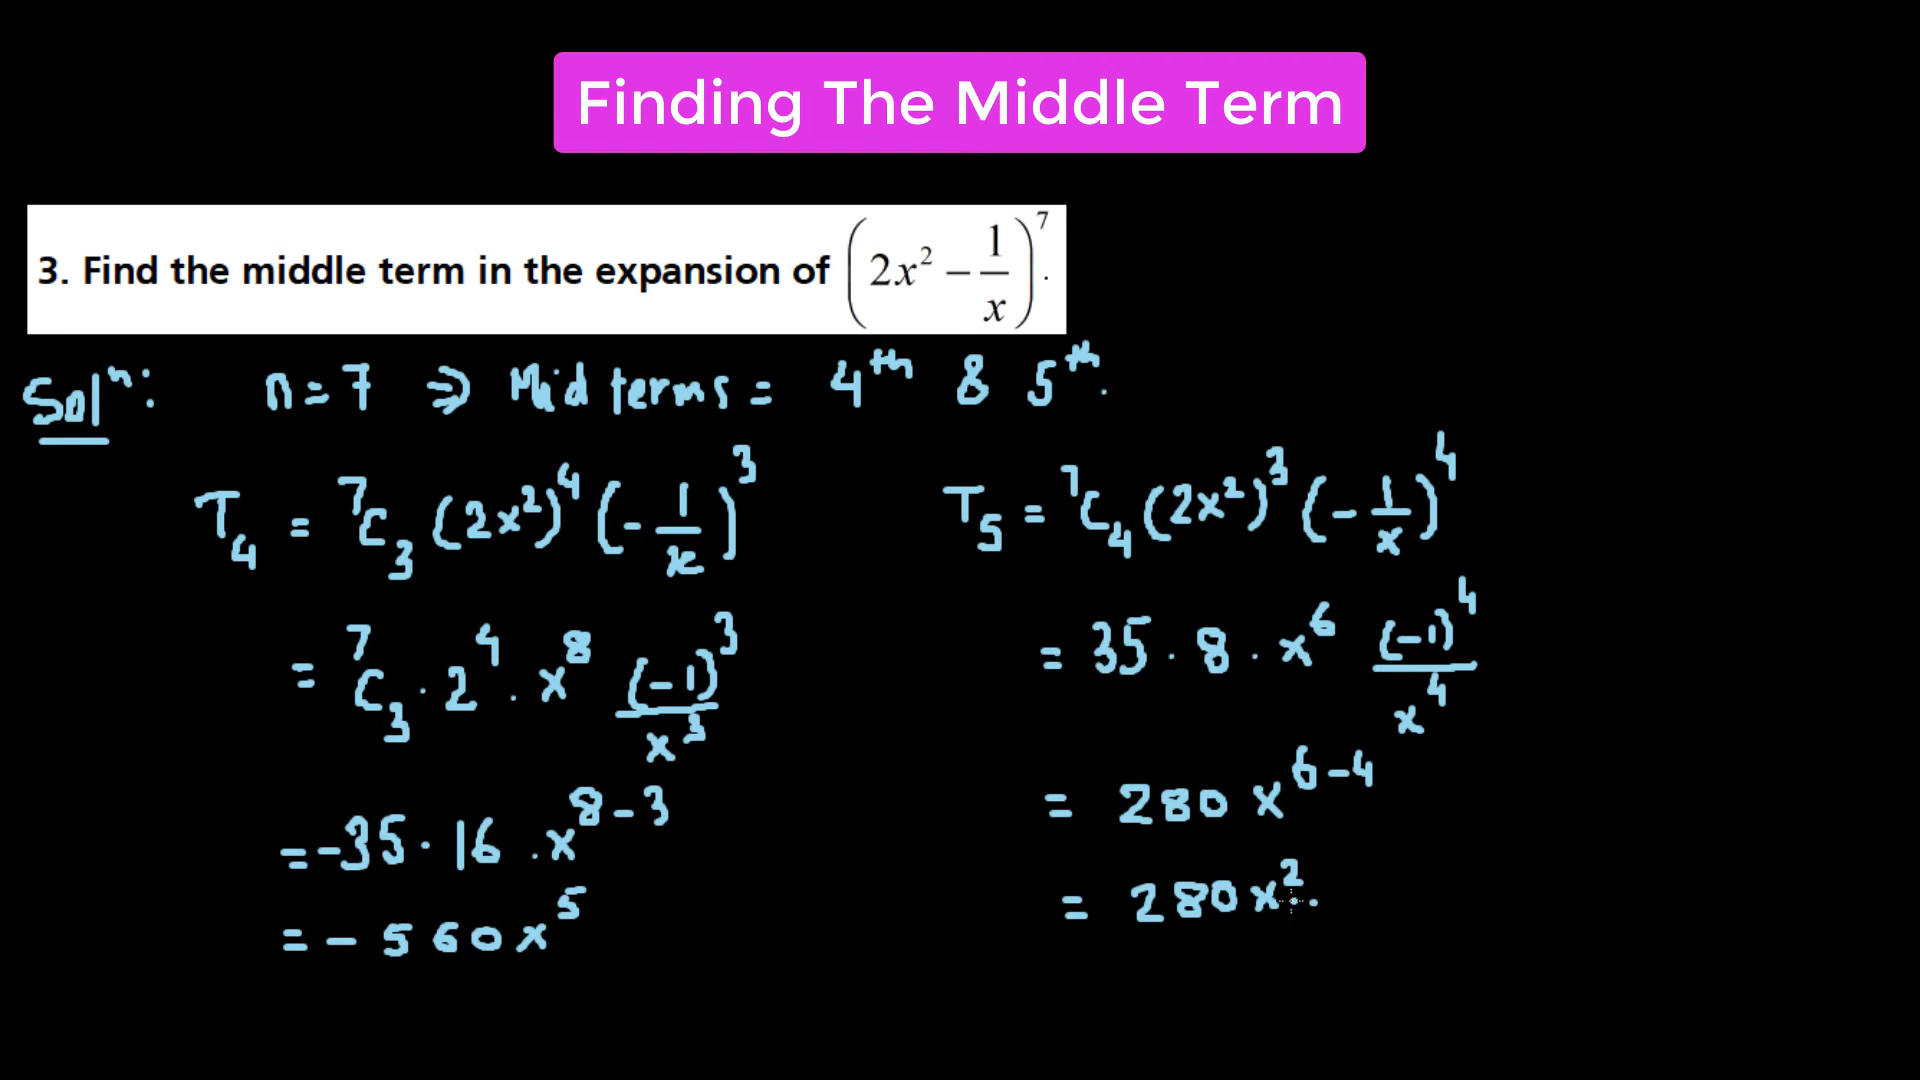 Finding The Middle Term
3. Find the middle term in the expansion of (2x² − 1/x)⁷.
Solⁿ: n = 7 ⇒ Mid terms = 4th & 5th.
T₄ = ⁷C₃ (2x²)⁴ (−1/x)³
= ⁷C₃ · 2⁴ · x⁸ (−1)³/x³
= −35 · 16 · x⁸⁻³
= − 560x⁵
T₅ = ⁷C₄ (2x²)³ (−1/x)⁴
= 35 · 8 · x⁶ (−1)⁴/x⁴
= 280 x⁶⁻⁴
= 280x².